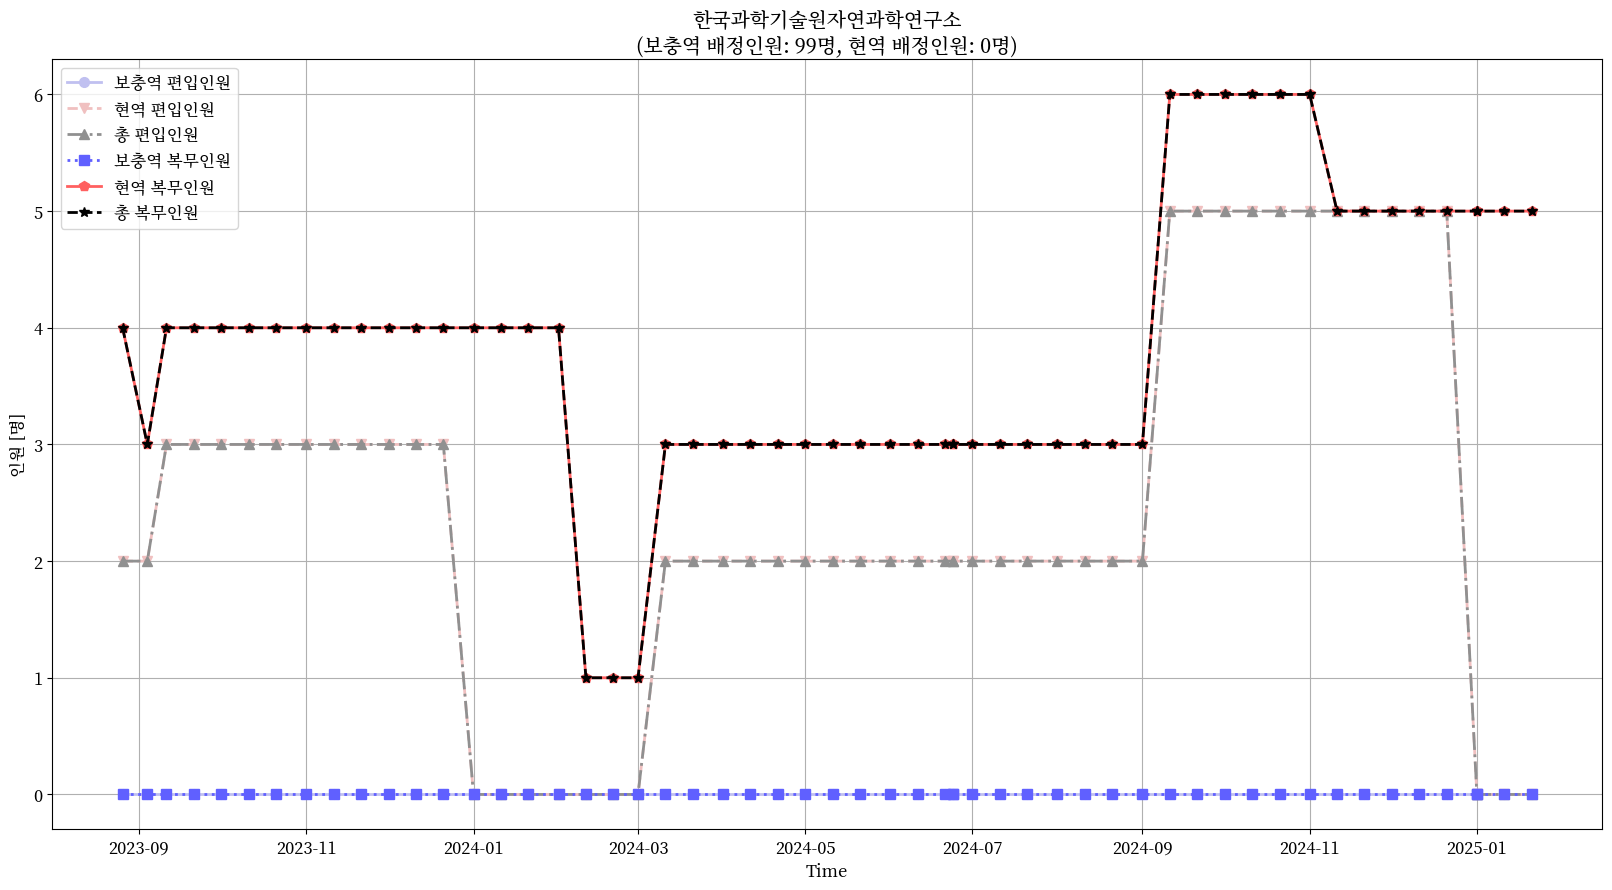 한국과학기술원자연과학연구소
(보충역 배정인원: 99명, 현역 배정인원: 0명)
보충역 편입인원
현역 편입인원
총 편입인원
보충역 복무인원
현역 복무인원
총 복무인원
인원 [명]
6
5
4
3
2
1
0
2023-09 2023-11 2024-01 2024-03 2024-05 2024-07 2024-09 2024-11 2025-01
Time